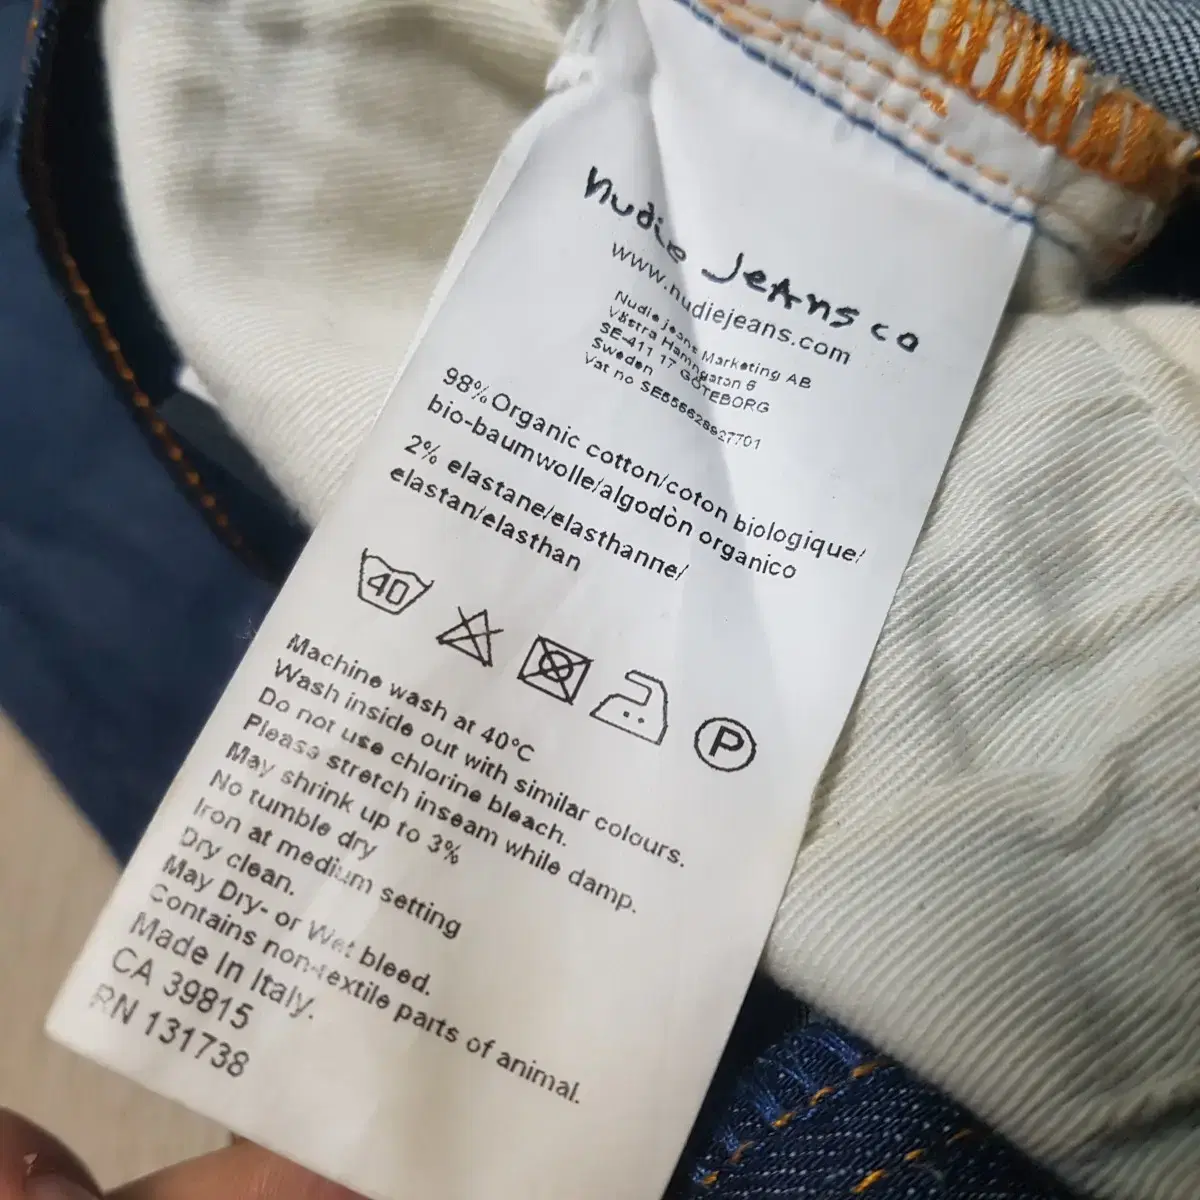 nudie jeans co
www.nudiejeans.com
Nudie jeans Marketing AB
Västra Hamngatan 6
SE-411 17 GÖTEBORG
Sweden
Vat no SE556628927701
98% Organic cotton/coton biologique/
bio-baumwolle/algodòn organico
2% elastane/elasthanne/
elastan/elasthan
40
P
Machine wash at 40°C
Wash inside out with similar colours.
Do not use chlorine bleach.
Please stretch inseam while damp.
May shrink up to 3%
No tumble dry
Iron at medium setting
Dry clean.
May Dry- or Wet bleed.
Contains non-textile parts of animal.
Made In Italy.
CA 39815
RN 131738